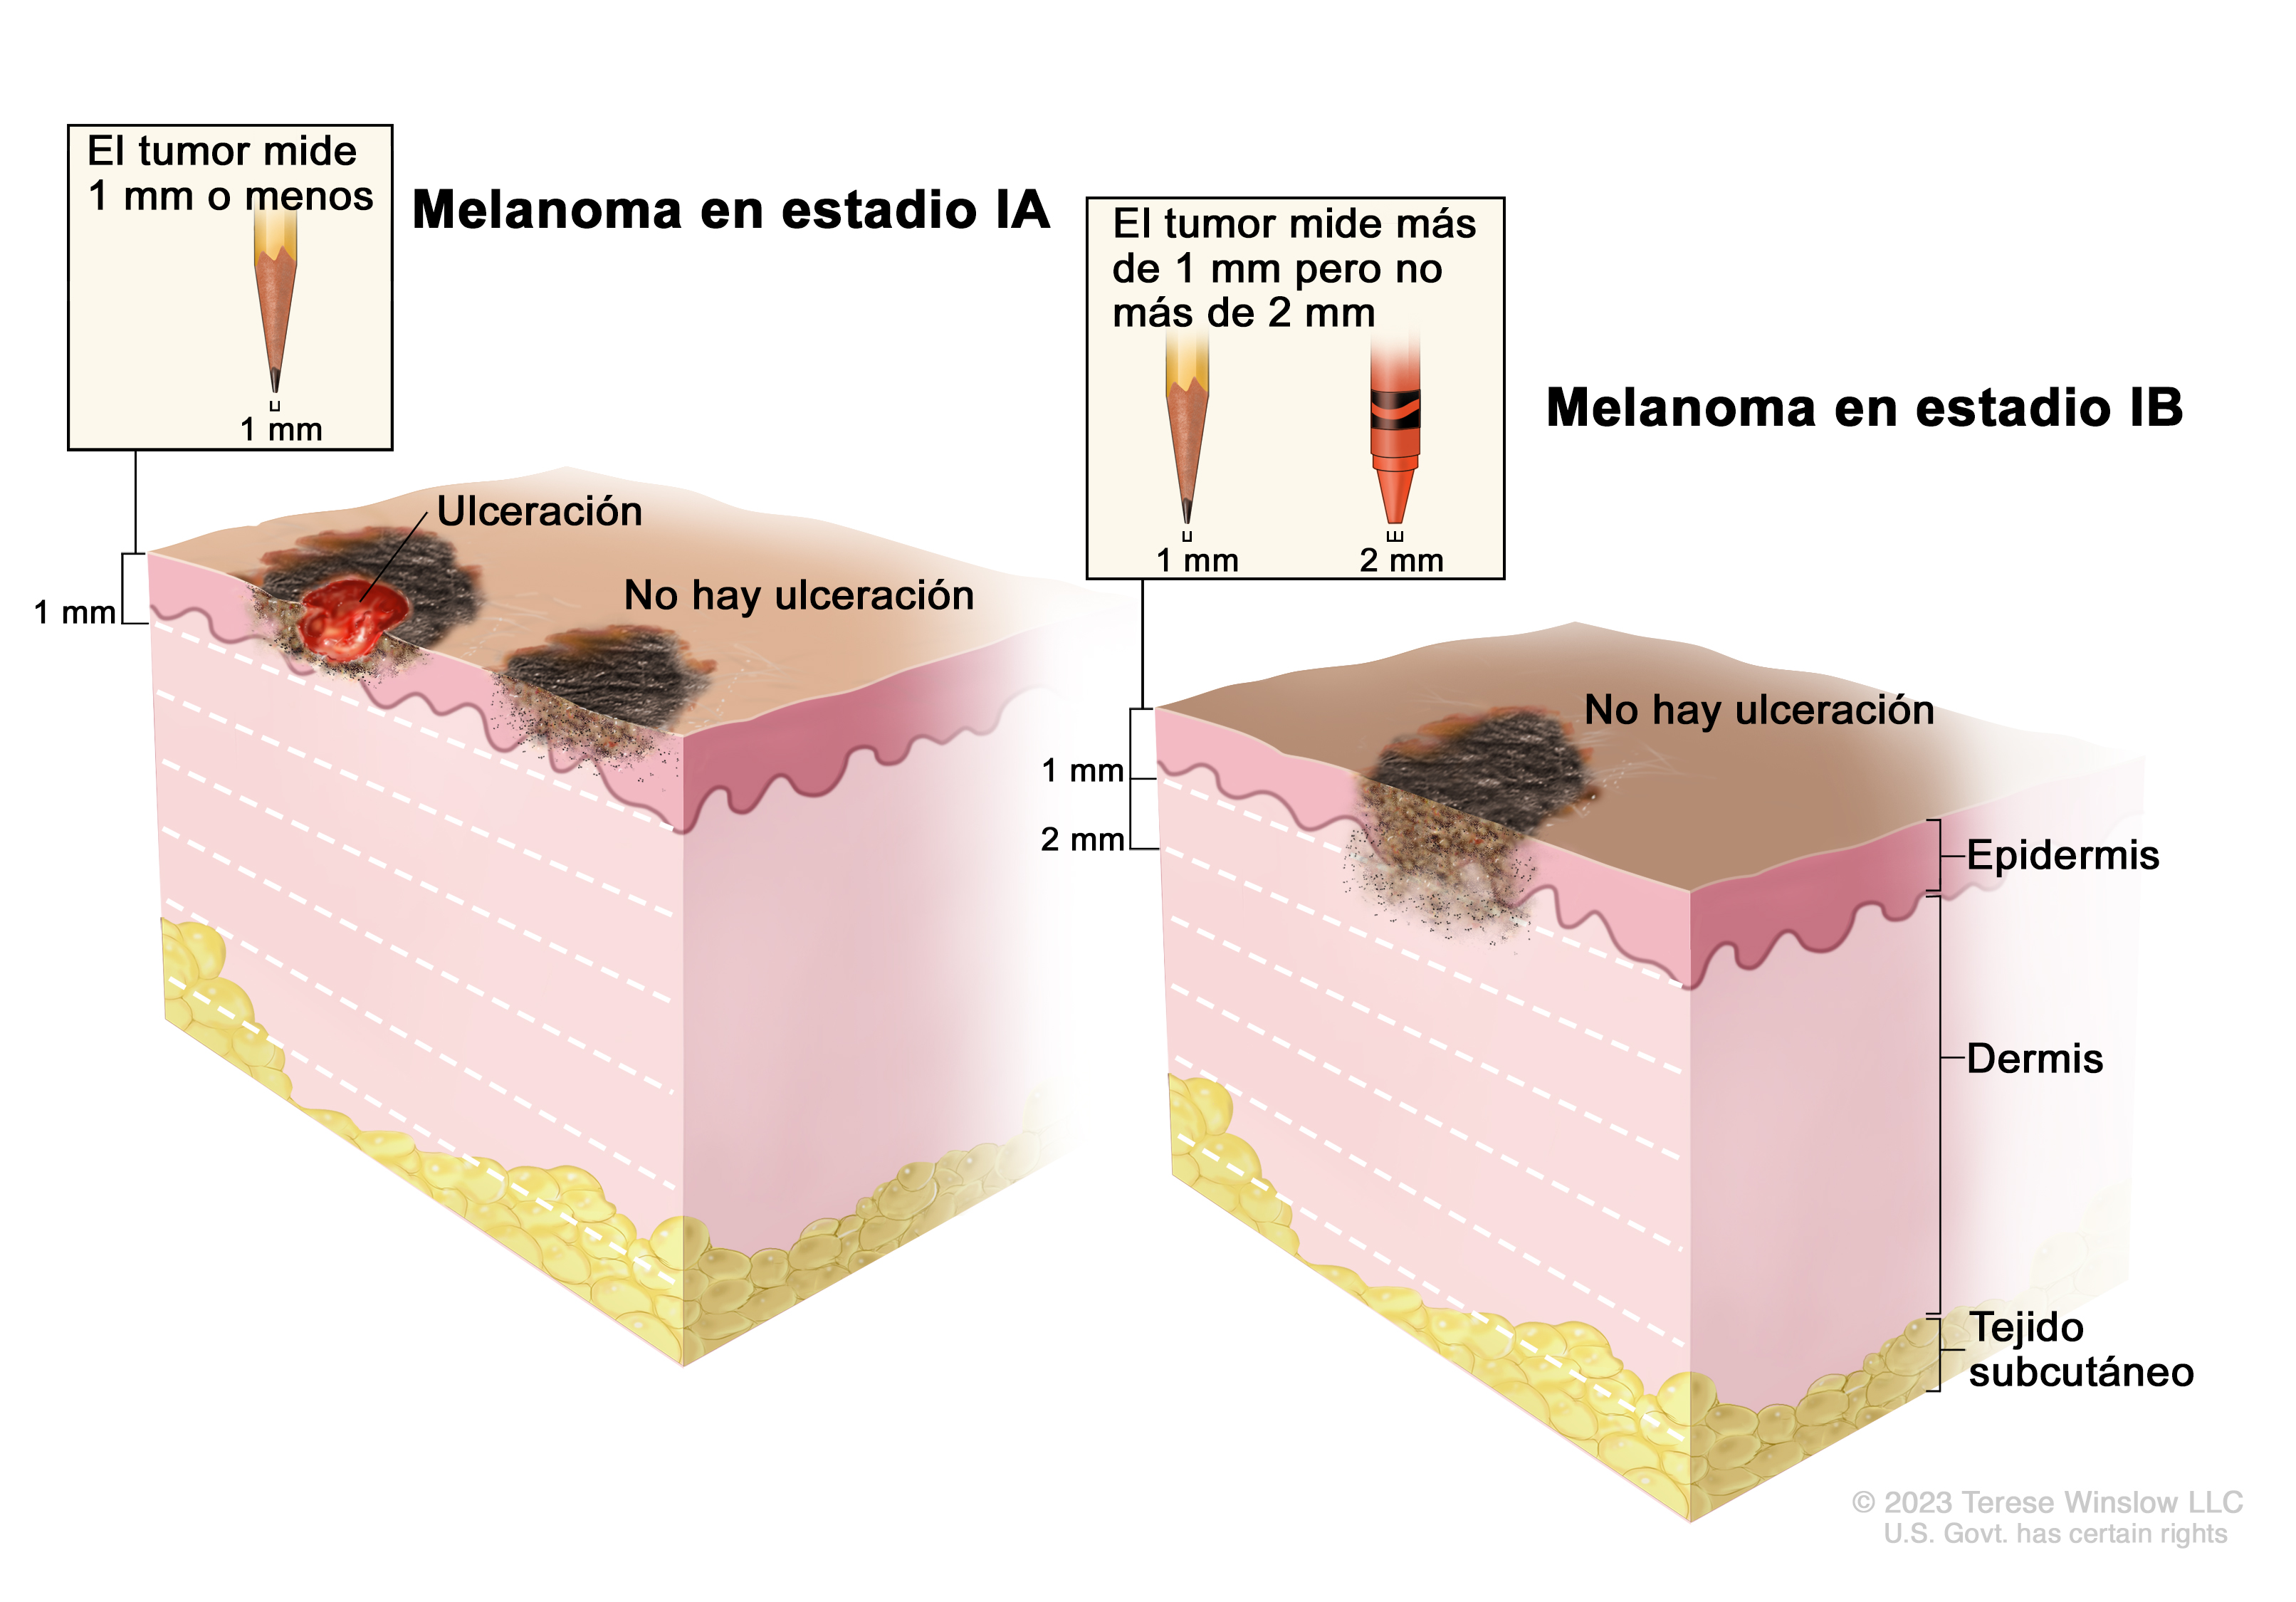 El tumor mide
1 mm o menos
1 mm
Melanoma en estadio IA
Ulceración
No hay ulceración
1 mm
El tumor mide más
de 1 mm pero no
más de 2 mm
1 mm
2 mm
Melanoma en estadio IB
No hay ulceración
1 mm
2 mm
Epidermis
Dermis
Tejido
subcutáneo
© 2023 Terese Winslow LLC
U.S. Govt. has certain rights